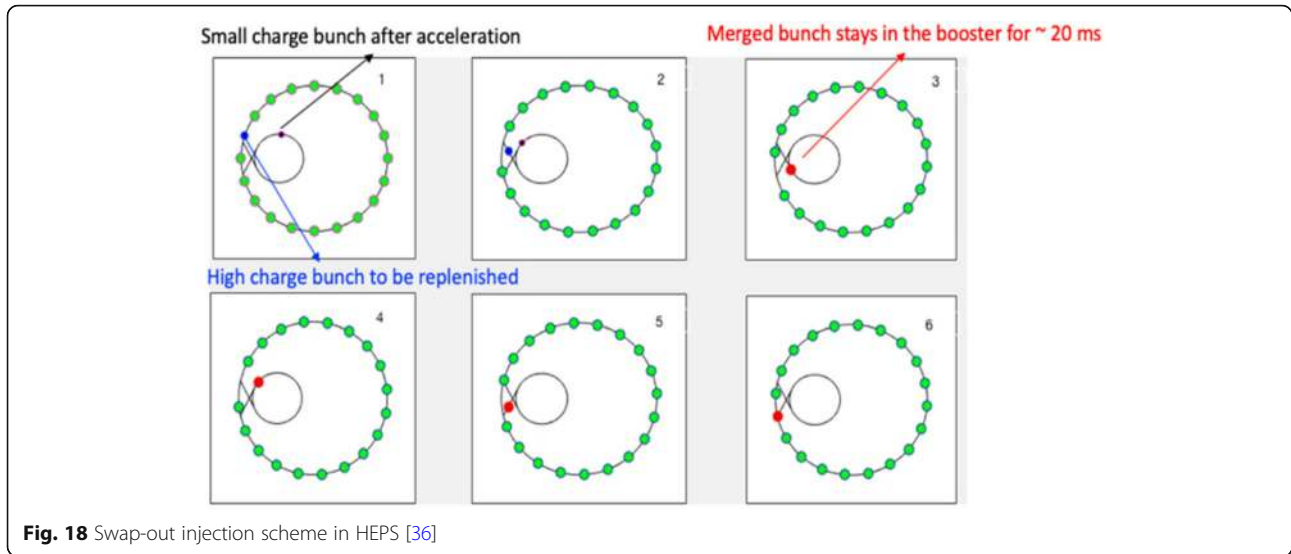 Small charge bunch after acceleration
Merged bunch stays in the booster for ~ 20 ms
1
2
3
High charge bunch to be replenished
4
5
6
Fig. 18 Swap-out injection scheme in HEPS [36]